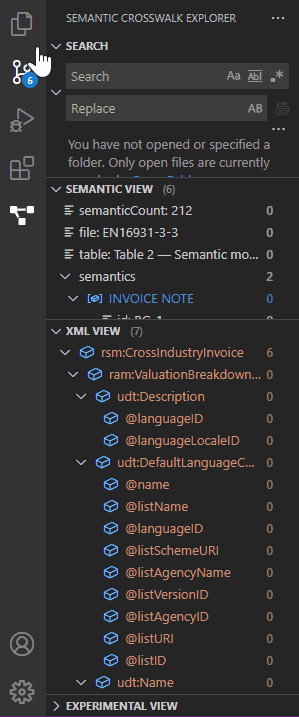 SEMANTIC CROSSWALK EXPLORER ...
SEARCH
Search Aa Abl .*
Replace AB
...
6
You have not opened or specified a
folder. Only open files are currently
SEMANTIC VIEW (6)
semanticCount: 212 0
file: EN16931-3-3 0
table: Table 2 — Semantic mo... 0
semantics 2
INVOICE NOTE 0
id: BG-1
XML VIEW (7)
rsm:CrossIndustryInvoice 6
ram:ValuationBreakdown... 0
udt:Description 0
@languageID 0
@languageLocaleID 0
udt:DefaultLanguageC... 0
@name 0
@listName 0
@languageID 0
@listSchemeURI 0
@listAgencyName 0
@listVersionID 0
@listAgencyID 0
@listURI 0
@listID 0
udt:Name 0
EXPERIMENTAL VIEW